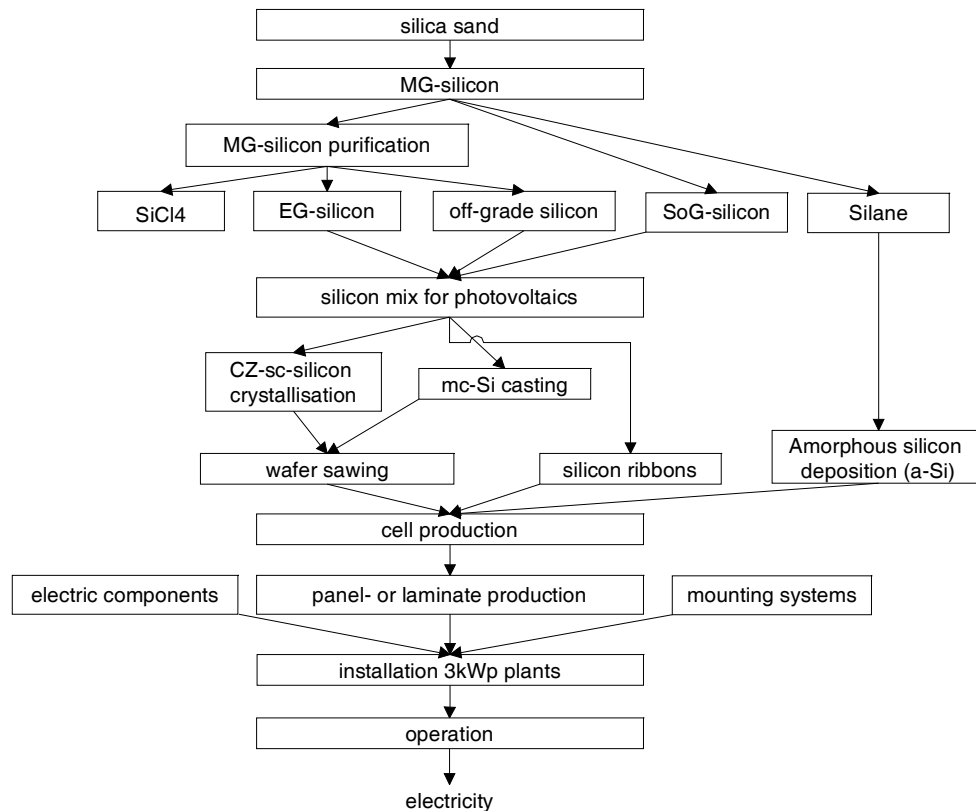 silica sand
MG-silicon
MG-silicon purification
SiCl4
EG-silicon
off-grade silicon
SoG-silicon
Silane
silicon mix for photovoltaics
CZ-sc-silicon
crystallisation
mc-Si casting
wafer sawing
silicon ribbons
Amorphous silicon
deposition (a-Si)
cell production
electric components
panel- or laminate production
mounting systems
installation 3kWp plants
operation
electricity